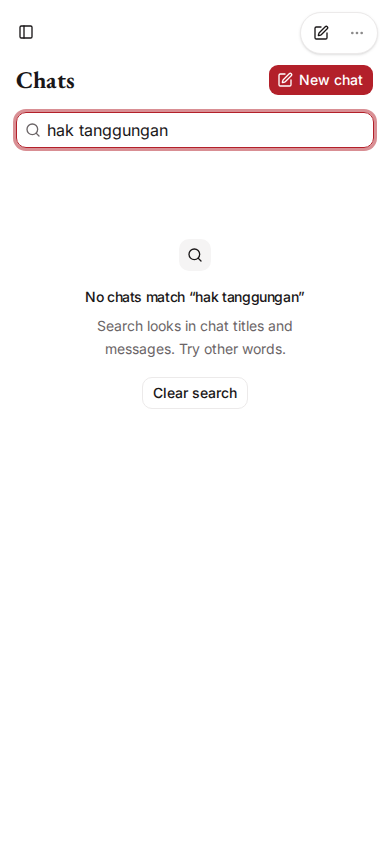 Chats
New chat
hak tanggungan
No chats match “hak tanggungan”
Search looks in chat titles and
messages. Try other words.
Clear search